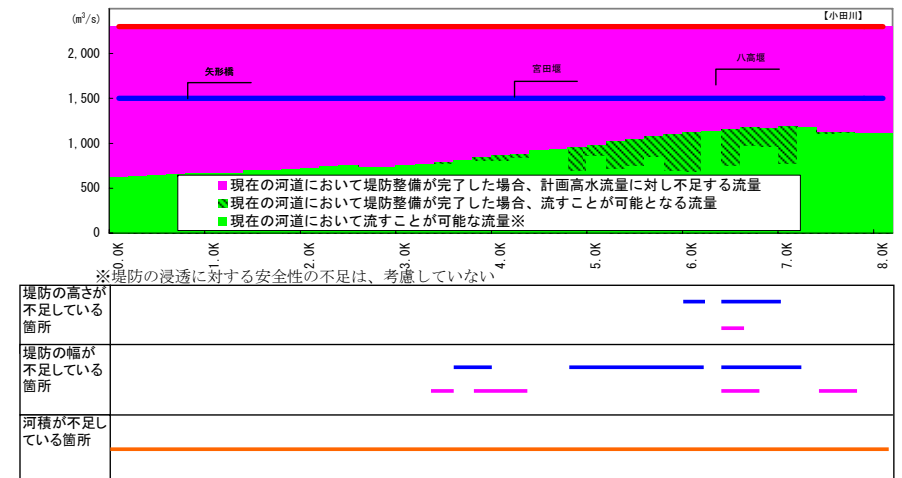 (m³/s)
【小田川】
2,000
1,500
1,000
500
0
矢形橋
宮田堰
八高堰
■現在の河道において堤防整備が完了した場合、計画高水流量に対し不足する流量
■現在の河道において堤防整備が完了した場合、流すことが可能となる流量
■現在の河道において流すことが可能な流量※
0.0K
1.0K
2.0K
3.0K
4.0K
5.0K
6.0K
7.0K
8.0K
※堤防の浸透に対する安全性の不足は、考慮していない
堤防の高さが
不足している
箇所
堤防の幅が
不足している
箇所
河積が不足し
ている箇所